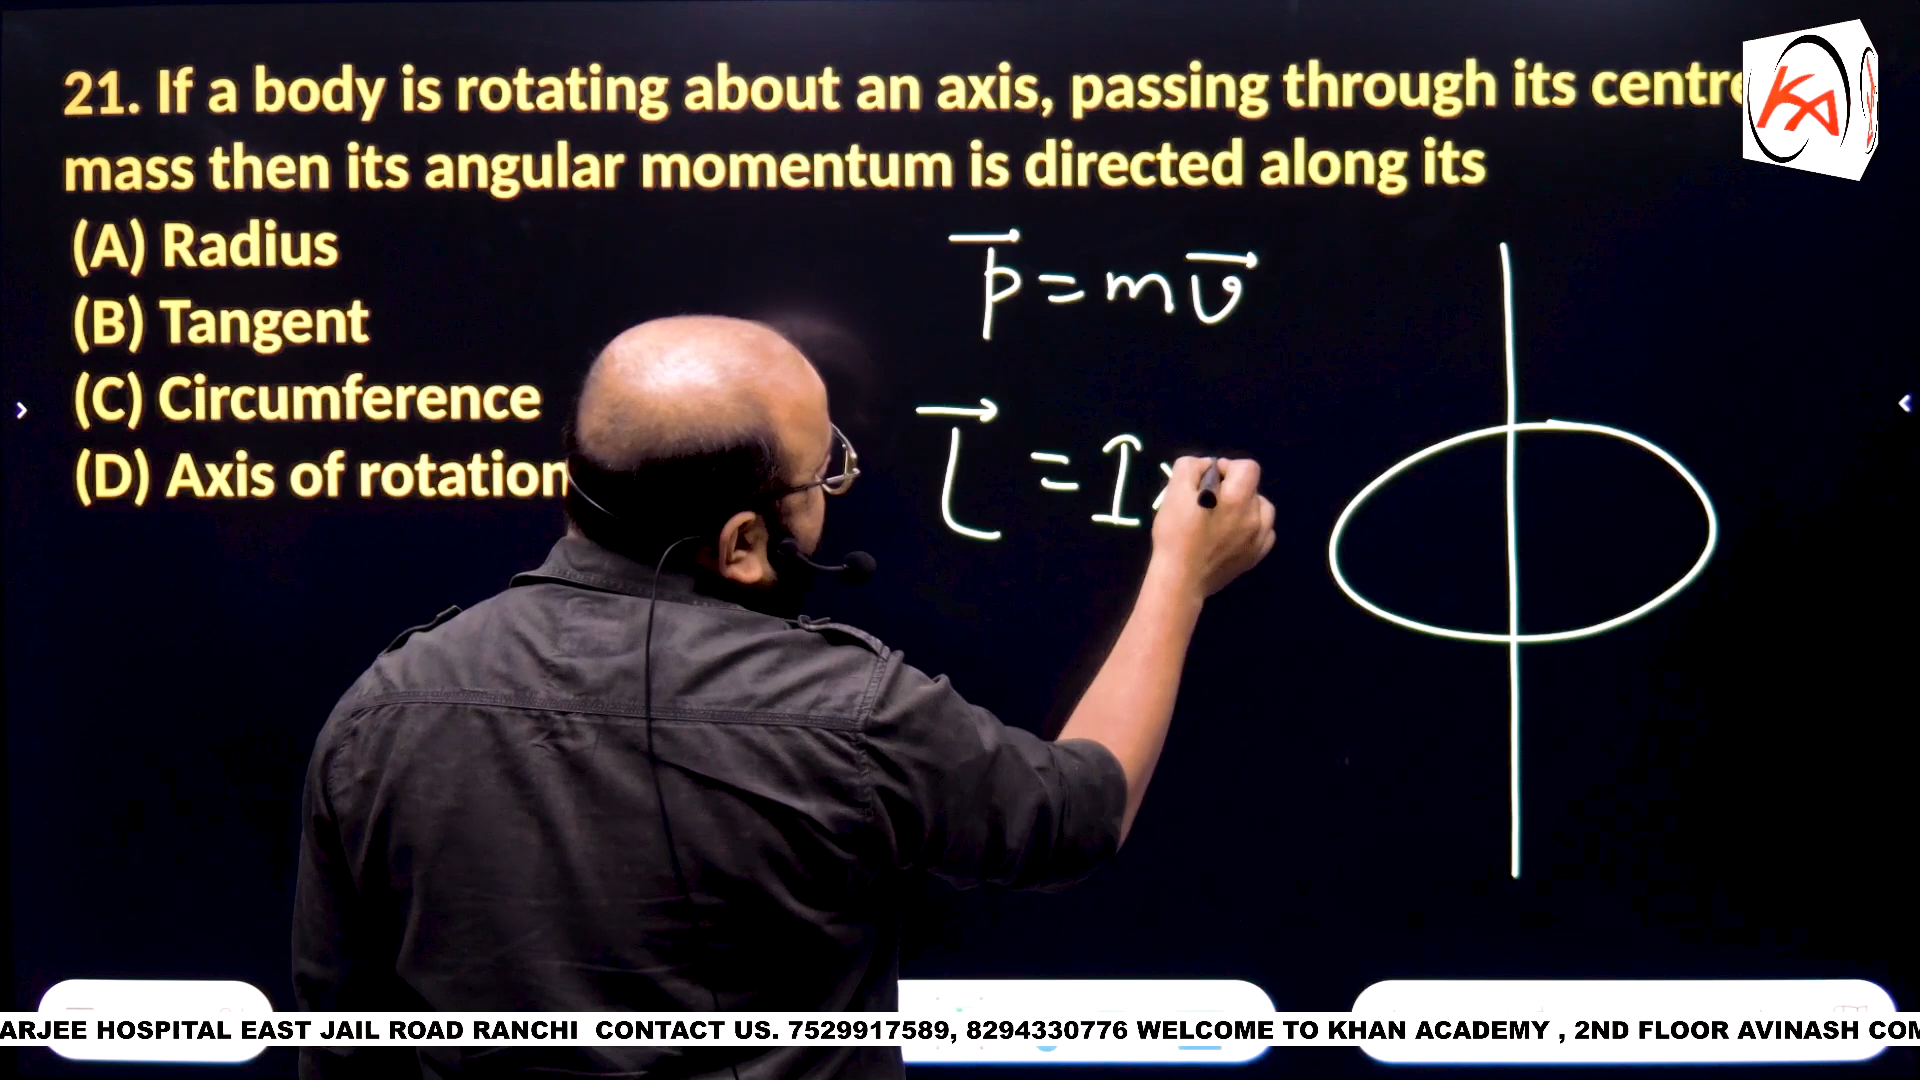 21. If a body is rotating about an axis, passing through its centre
mass then its angular momentum is directed along its
(A) Radius
(B) Tangent
(C) Circumference
(D) Axis of rotation
p = mv
L = I
KA
ARJEE HOSPITAL EAST JAIL ROAD RANCHI CONTACT US. 7529917589, 8294330776 WELCOME TO KHAN ACADEMY , 2ND FLOOR AVINASH COM